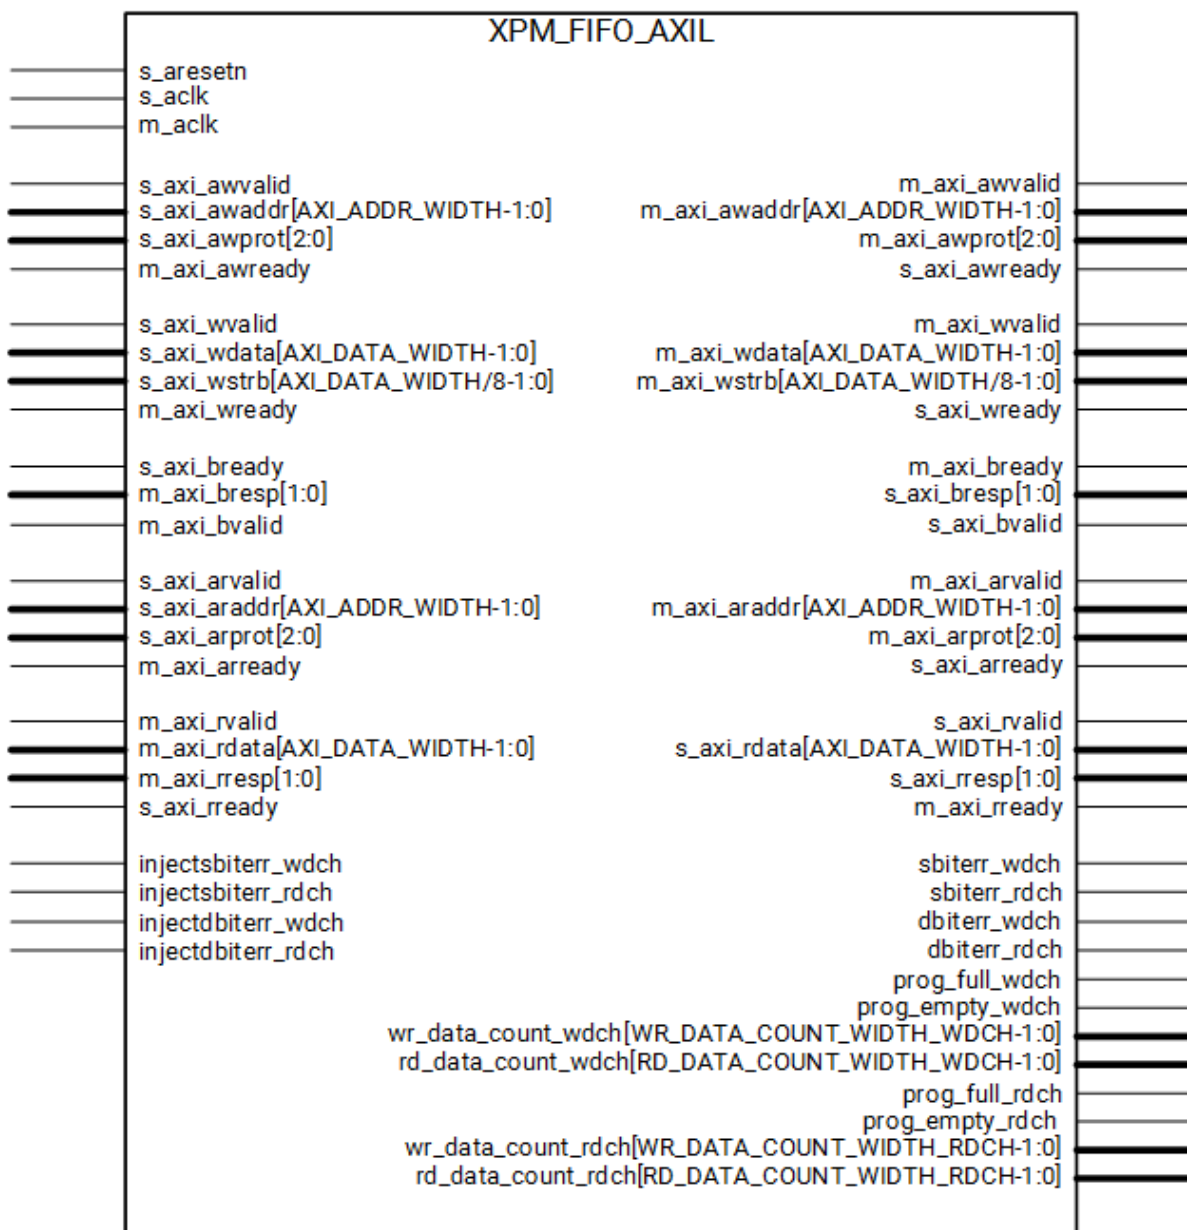 XPM_FIFO_AXIL
s_aresetn
s_aclk
m_aclk
s_axi_awvalid m_axi_awvalid
s_axi_awaddr[AXI_ADDR_WIDTH-1:0] m_axi_awaddr[AXI_ADDR_WIDTH-1:0]
s_axi_awprot[2:0] m_axi_awprot[2:0]
m_axi_awready s_axi_awready
s_axi_wvalid m_axi_wvalid
s_axi_wdata[AXI_DATA_WIDTH-1:0] m_axi_wdata[AXI_DATA_WIDTH-1:0]
s_axi_wstrb[AXI_DATA_WIDTH/8-1:0] m_axi_wstrb[AXI_DATA_WIDTH/8-1:0]
m_axi_wready s_axi_wready
s_axi_bready m_axi_bready
m_axi_bresp[1:0] s_axi_bresp[1:0]
m_axi_bvalid s_axi_bvalid
s_axi_arvalid m_axi_arvalid
s_axi_araddr[AXI_ADDR_WIDTH-1:0] m_axi_araddr[AXI_ADDR_WIDTH-1:0]
s_axi_arprot[2:0] m_axi_arprot[2:0]
m_axi_arready s_axi_arready
m_axi_rvalid s_axi_rvalid
m_axi_rdata[AXI_DATA_WIDTH-1:0] s_axi_rdata[AXI_DATA_WIDTH-1:0]
m_axi_rresp[1:0] s_axi_rresp[1:0]
s_axi_rready m_axi_rready
injectsbiterr_wdch sbiterr_wdch
injectsbiterr_rdch sbiterr_rdch
injectdbiterr_wdch dbiterr_wdch
injectdbiterr_rdch dbiterr_rdch
prog_full_wdch
prog_empty_wdch
wr_data_count_wdch[WR_DATA_COUNT_WIDTH_WDCH-1:0]
rd_data_count_wdch[RD_DATA_COUNT_WIDTH_WDCH-1:0]
prog_full_rdch
prog_empty_rdch
wr_data_count_rdch[WR_DATA_COUNT_WIDTH_RDCH-1:0]
rd_data_count_rdch[RD_DATA_COUNT_WIDTH_RDCH-1:0]